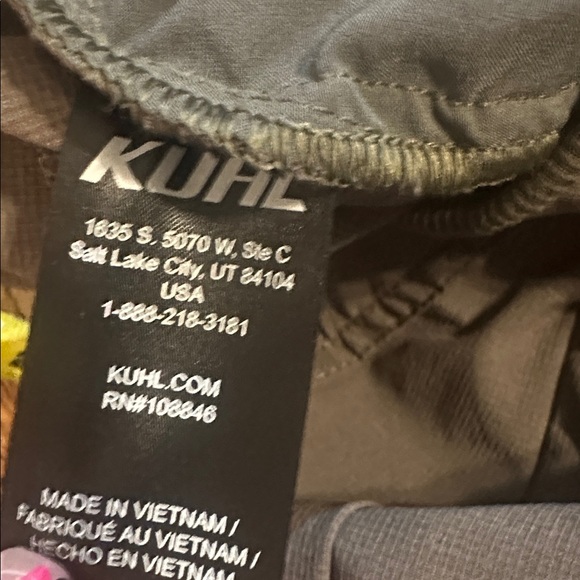 KUHL
1635 S. 5070 W, Ste C
Salt Lake City, UT 84104
USA
1-888-218-3181
KUHL.COM
RN#108846
MADE IN VIETNAM /
FABRIQUÉ AU VIETNAM /
HECHO EN VIETNAM